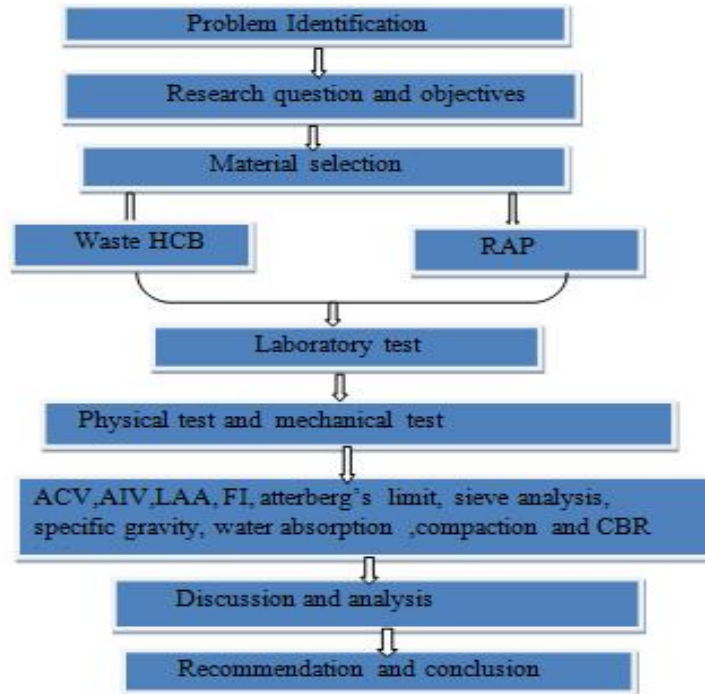 Problem Identification
Research question and objectives
Material selection
Waste HCB
RAP
Laboratory test
Physical test and mechanical test
ACV,AIV,LAA, FI, atterberg's limit, sieve analysis,
specific gravity, water absorption ,compaction and CBR
Discussion and analysis
Recommendation and conclusion